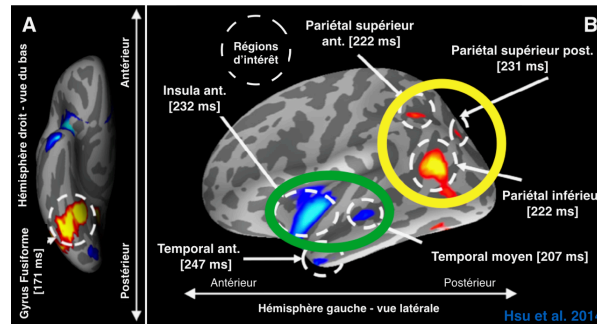 A
Hémisphère droit - vue du bas
Gyrus Fusiforme
[171 ms]
Antérieur
Postérieur
B
Régions
d'intérêt
Pariétal supérieur
ant. [222 ms]
Pariétal supérieur post.
[231 ms]
Insula ant.
[232 ms]
Pariétal inférieu
[222 ms]
Temporal ant.
[247 ms]
Temporal moyen [207 ms]
Antérieur
Postérieur
Hémisphère gauche - vue latérale
Hsu et al. 2014